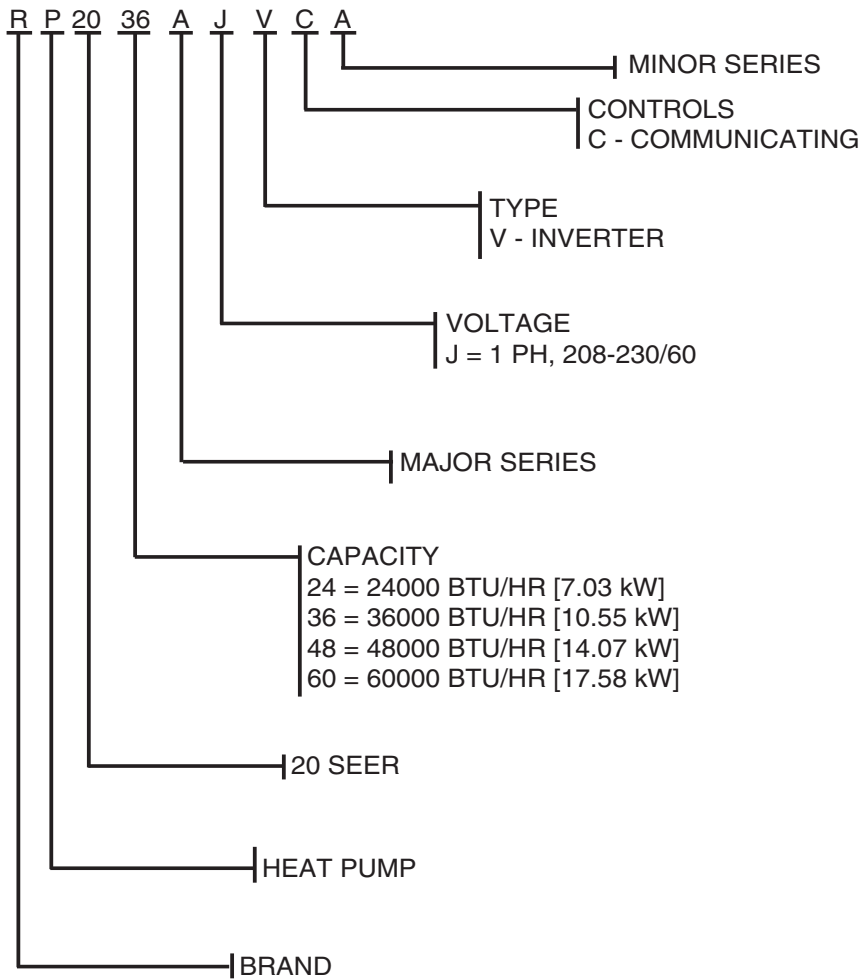 R P 20 36 A J V C A
MINOR SERIES
CONTROLS
C - COMMUNICATING
TYPE
V - INVERTER
VOLTAGE
J = 1 PH, 208-230/60
MAJOR SERIES
CAPACITY
24 = 24000 BTU/HR [7.03 kW]
36 = 36000 BTU/HR [10.55 kW]
48 = 48000 BTU/HR [14.07 kW]
60 = 60000 BTU/HR [17.58 kW]
20 SEER
HEAT PUMP
BRAND